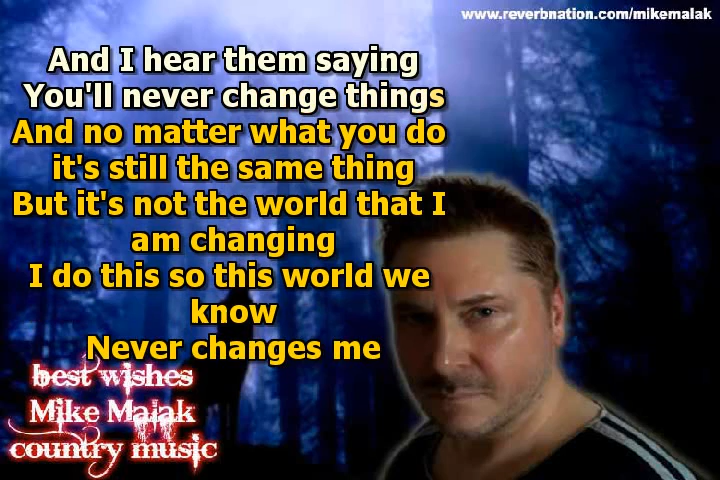 www.reverbnation.com/mikemalak
And I hear them saying
You'll never change things
And no matter what you do
it's still the same thing
But it's not the world that I
am changing
I do this so this world we
know
Never changes me
best wishes
Mike Malak
country music